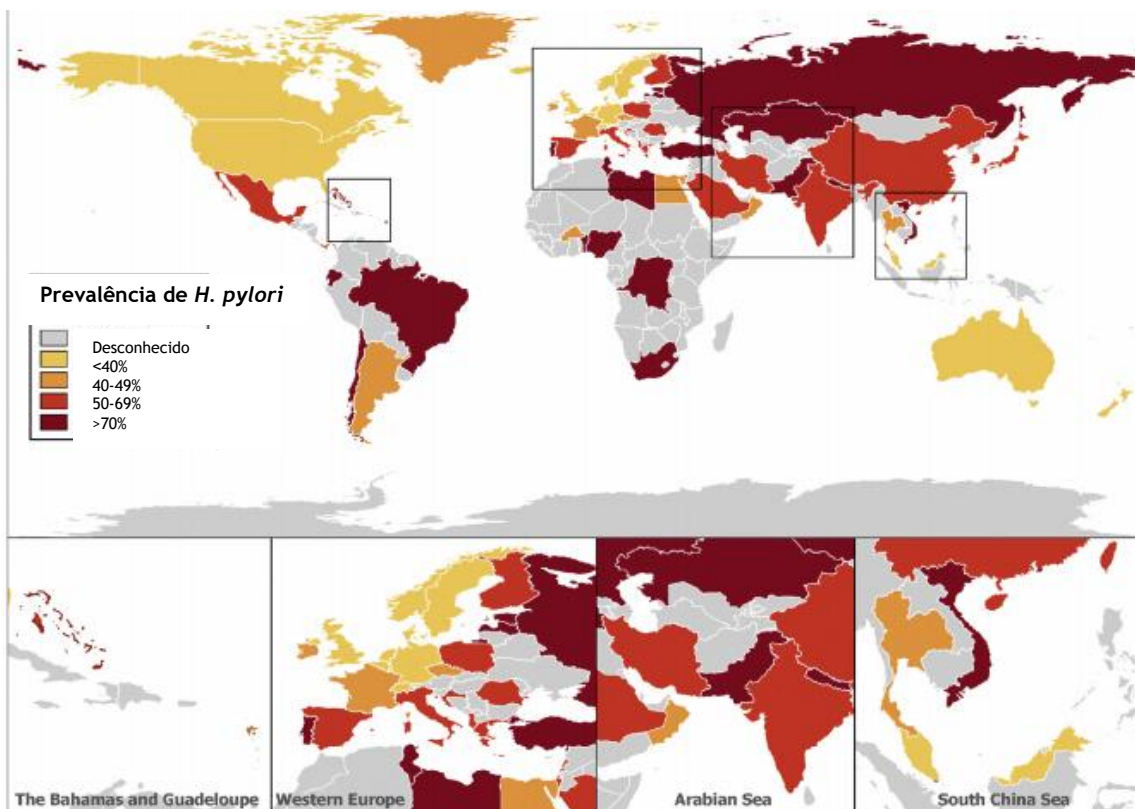 Prevalência de H. pylori
Desconhecido
<40%
40-49%
50-69%
>70%
The Bahamas and Guadeloupe
Western Europe
Arabian Sea
South China Sea